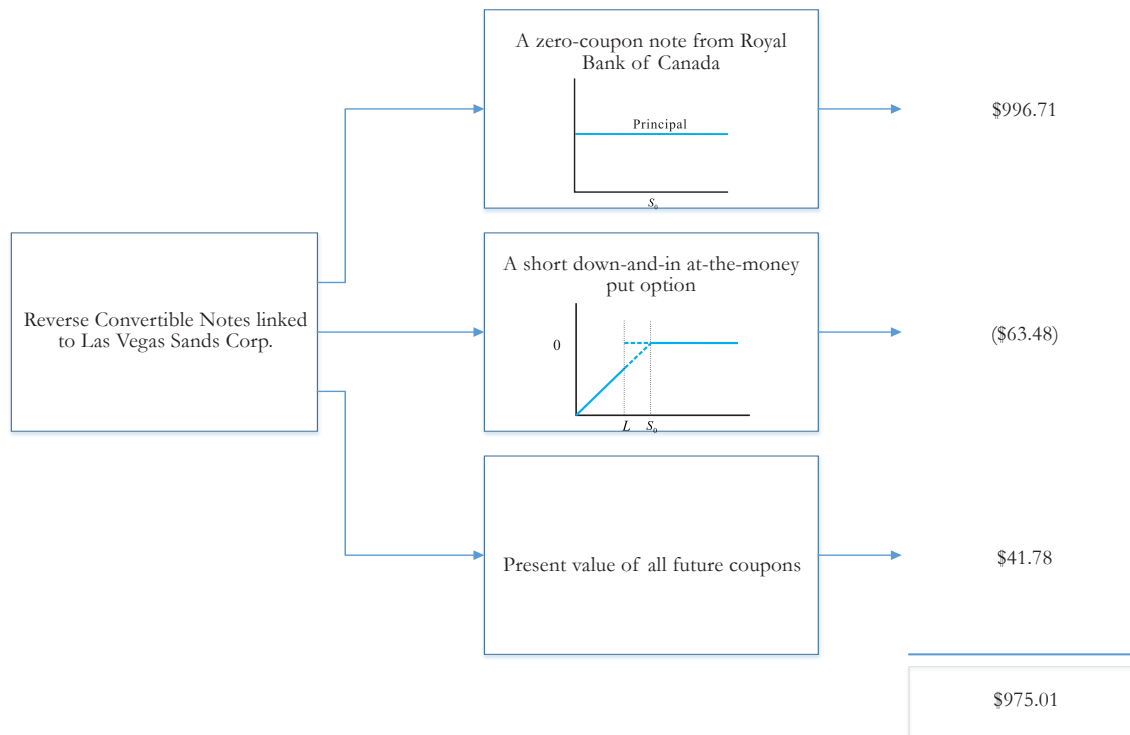 A zero-coupon note from Royal
Bank of Canada
Principal
S₀
$996.71
Reverse Convertible Notes linked
to Las Vegas Sands Corp.
A short down-and-in at-the-money
put option
0
L S₀
($63.48)
Present value of all future coupons
$41.78
$975.01